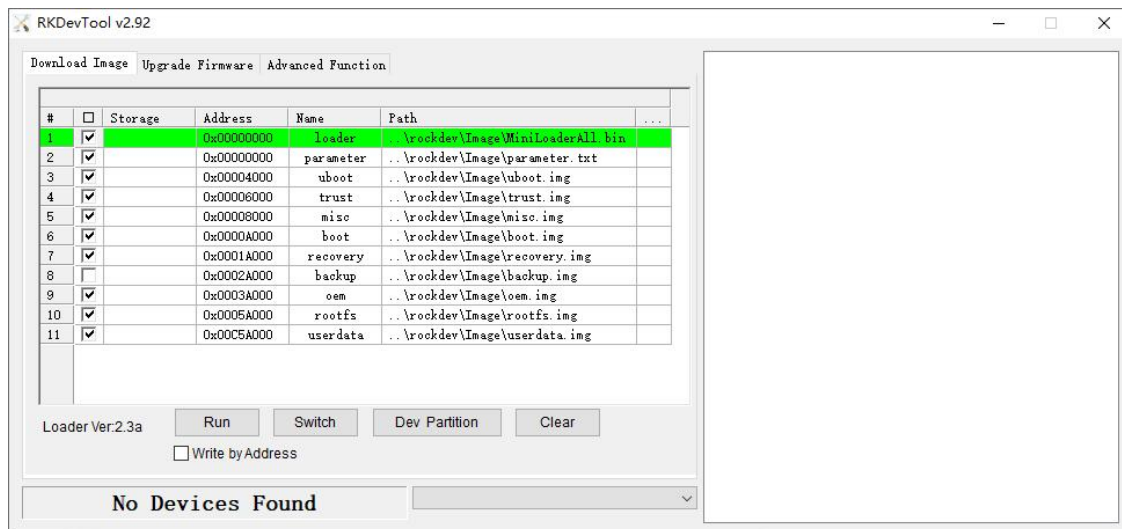 RKDevTool v2.92
Download Image Upgrade Firmware Advanced Function
# Storage Address Name Path ...
1 0x00000000 loader ..\rockdev\Image\MiniLoaderAll.bin
2 0x00000000 parameter ..\rockdev\Image\parameter.txt
3 0x00004000 uboot ..\rockdev\Image\uboot.img
4 0x00006000 trust ..\rockdev\Image\trust.img
5 0x00008000 misc ..\rockdev\Image\misc.img
6 0x0000A000 boot ..\rockdev\Image\boot.img
7 0x0001A000 recovery ..\rockdev\Image\recovery.img
8 0x0002A000 backup ..\rockdev\Image\backup.img
9 0x0003A000 oem ..\rockdev\Image\oem.img
10 0x0005A000 rootfs ..\rockdev\Image\rootfs.img
11 0x00C5A000 userdata ..\rockdev\Image\userdata.img
Loader Ver:2.3a Run Switch Dev Partition Clear
Write by Address
No Devices Found